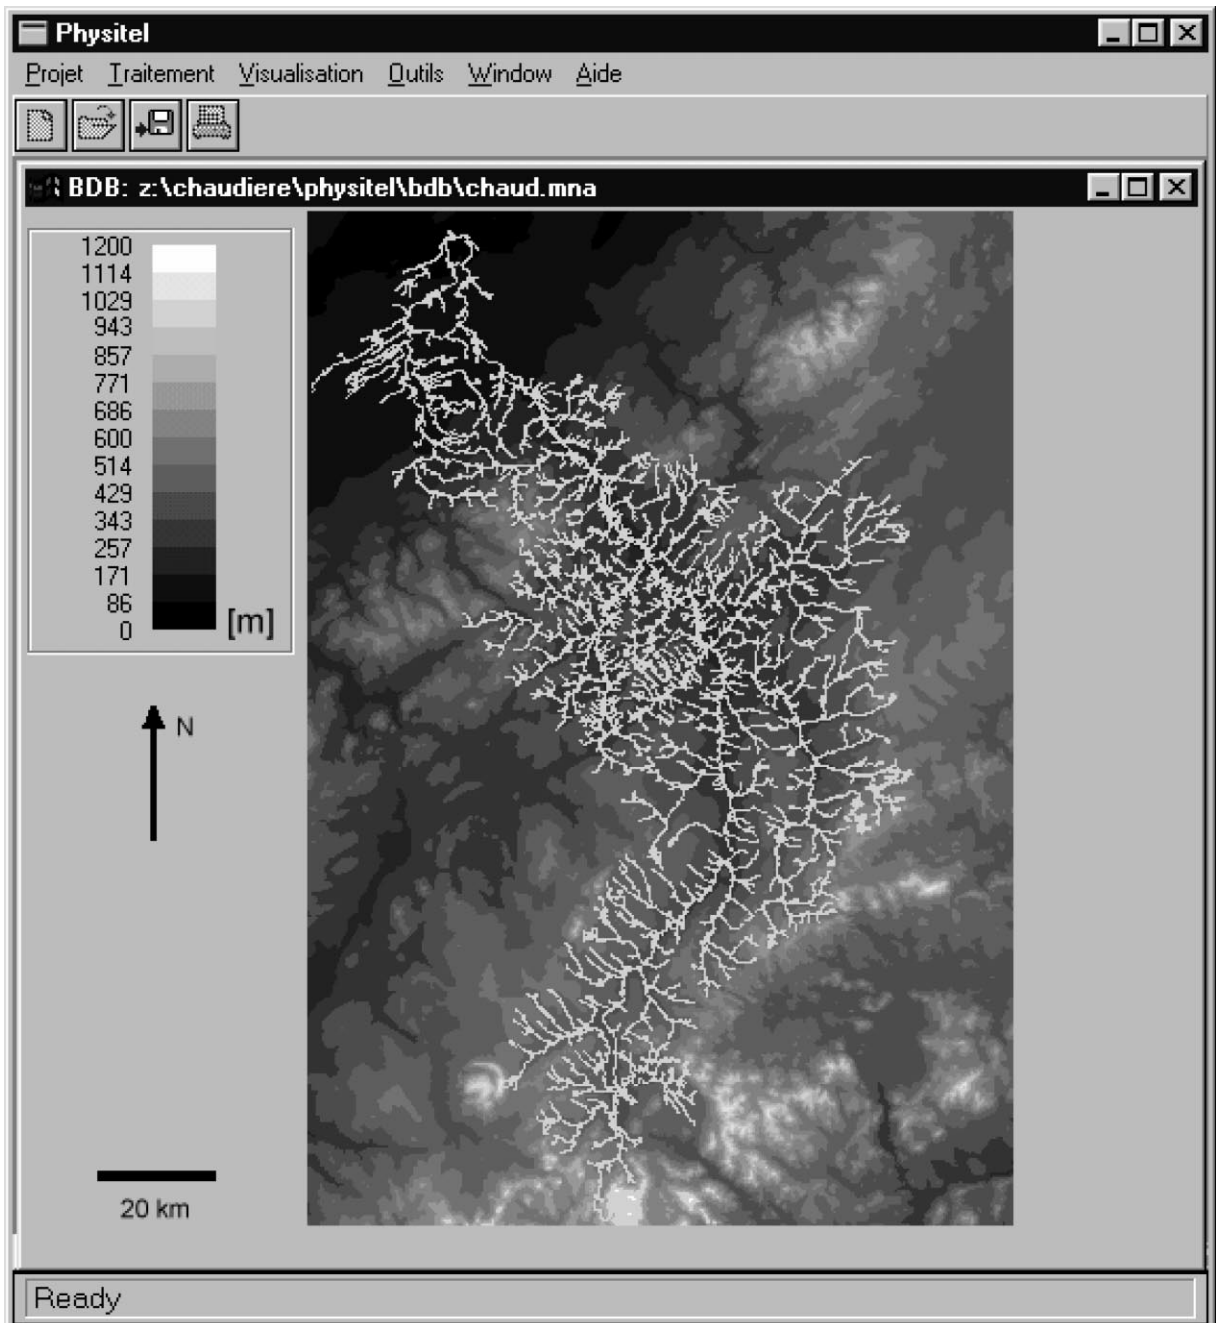 Physitel
Projet Traitement Visualisation Outils Window Aide
BDB: z:\chaudiere\physitel\bdb\chaud.mna
1200
1114
1029
943
857
771
686
600
514
429
343
257
171
86
0 [m]
N
20 km
Ready